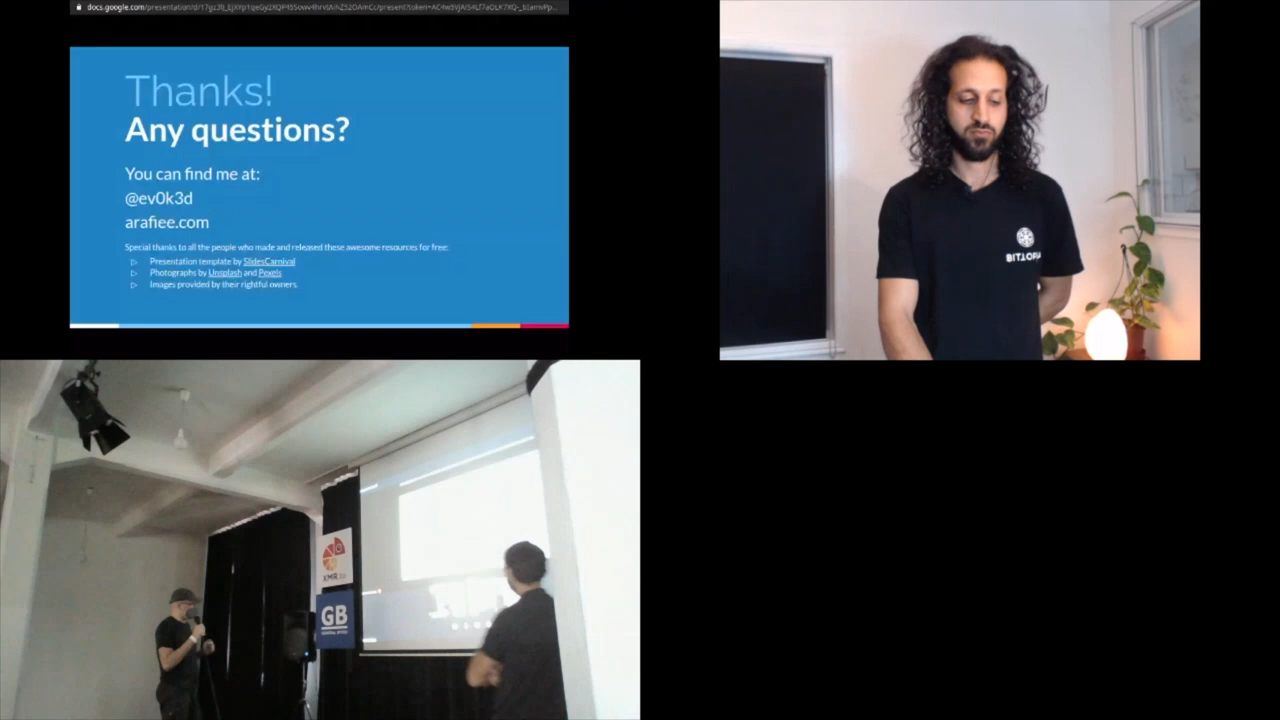 Thanks!
Any questions?
You can find me at:
@ev0k3d
arafiee.com
Special thanks to all the people who made and released these awesome resources for free:
▷ Presentation template by SlidesCarnival
▷ Photographs by Unsplash and Pexels
▷ Images provided by their rightful owners.
XMR
GB